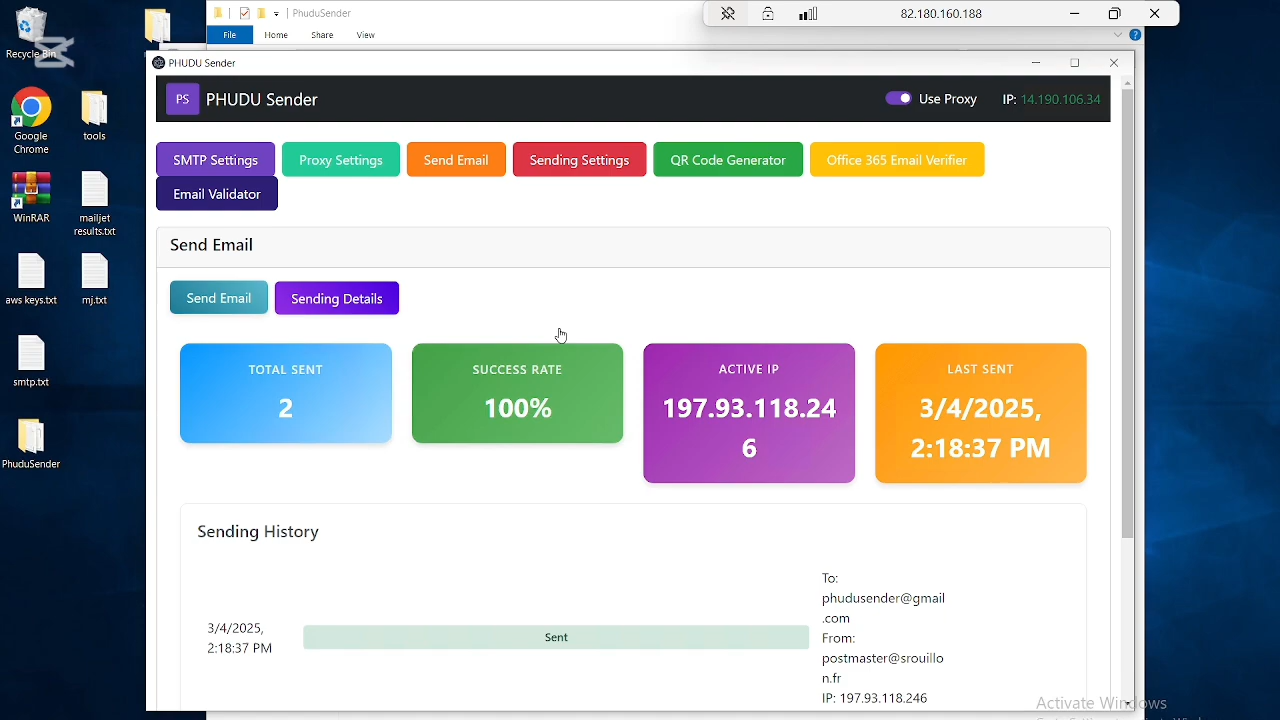 PhuduSender
82.180.160.188
File Home Share View
Recycle Bin
PHUDU Sender
PS PHUDU Sender Use Proxy IP: 14.190.106.34
Google
Chrome
tools
SMTP Settings Proxy Settings Send Email Sending Settings QR Code Generator Office 365 Email Verifier
Email Validator
WinRAR
mailjet
results.txt
Send Email
aws keys.txt mj.txt
Send Email Sending Details
TOTAL SENT
2
SUCCESS RATE
100%
ACTIVE IP
197.93.118.24
6
LAST SENT
3/4/2025,
2:18:37 PM
smtp.txt
PhuduSender
Sending History
3/4/2025,
2:18:37 PM
Sent
To:
phudusender@gmail
.com
From:
postmaster@srouillo
n.fr
IP: 197.93.118.246
Activate Windows